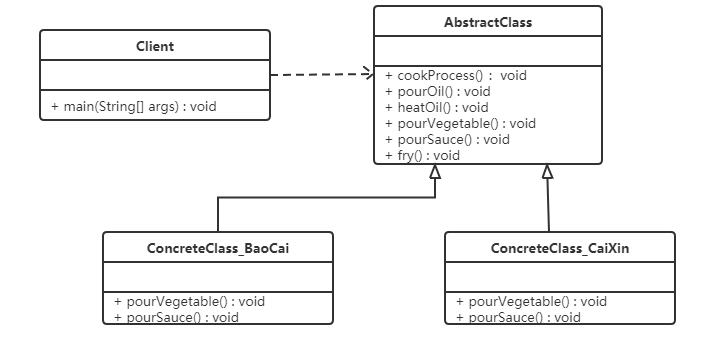 Client
+ main(String[] args) : void
AbstractClass
+ cookProcess() : void
+ pourOil() : void
+ heatOil() : void
+ pourVegetable() : void
+ pourSauce() : void
+ fry() : void
ConcreteClass_BaoCai
+ pourVegetable() : void
+ pourSauce() : void
ConcreteClass_CaiXin
+ pourVegetable() : void
+ pourSauce() : void